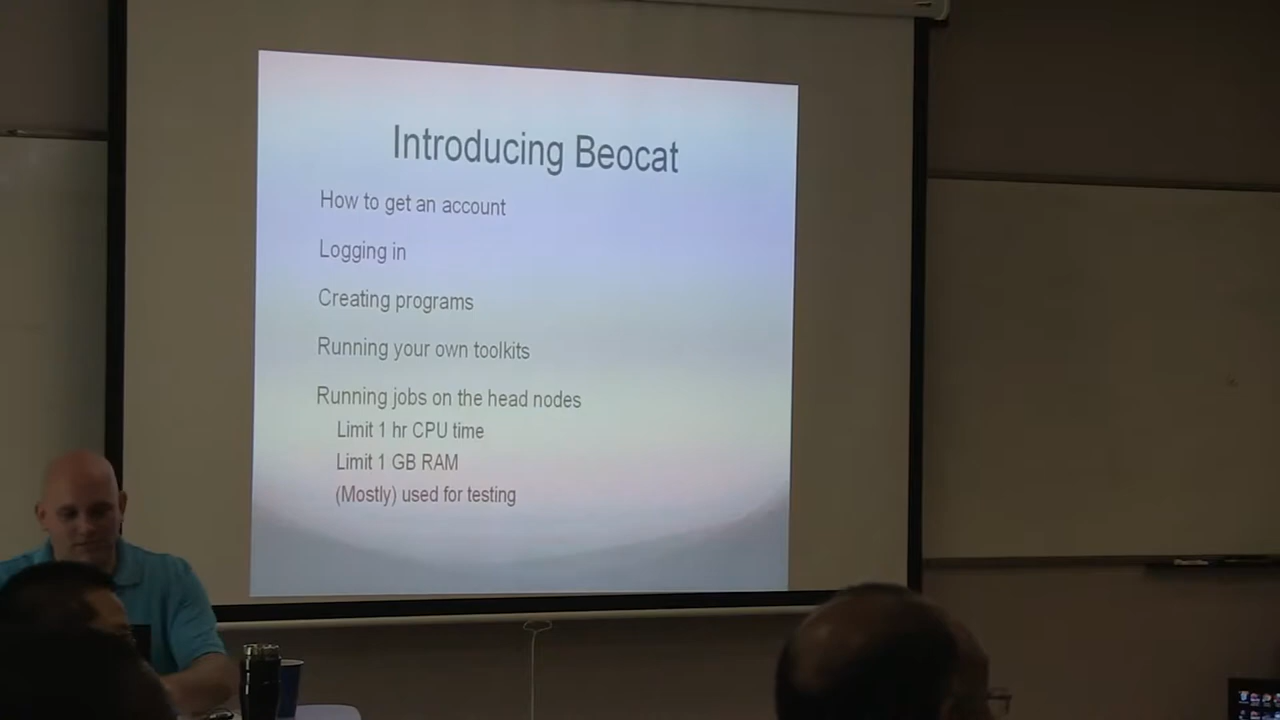 Introducing Beocat
How to get an account
Logging in
Creating programs
Running your own toolkits
Running jobs on the head nodes
Limit 1 hr CPU time
Limit 1 GB RAM
(Mostly) used for testing